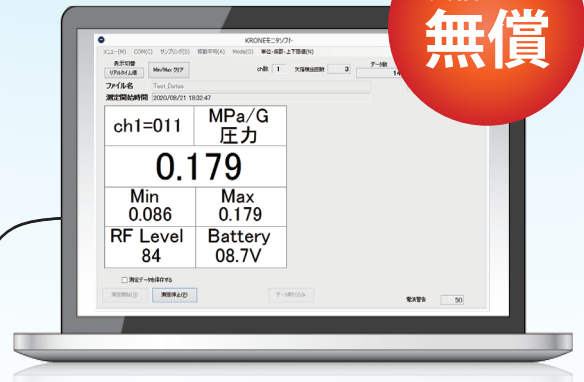 無償
KRONEモニタソフト
メニュー(M) COM(C) サンプリング(S) 移動平均(A) Mode(O) 単位・係数・上下限値(N)
表示切替
リアルタイム値 Min/Max クリア ch数 1 欠落検出回数 3 データ数
ファイル名 Test_Datas
測定開始時間 2020/08/21 18:32:47
ch1=011 MPa/G
圧力
0.179
Min Max
0.086 0.179
RF Level Battery
84 08.7V
測定データを保存する
測定開始(S) 測定停止(P) データ取り込み 電波警告 50